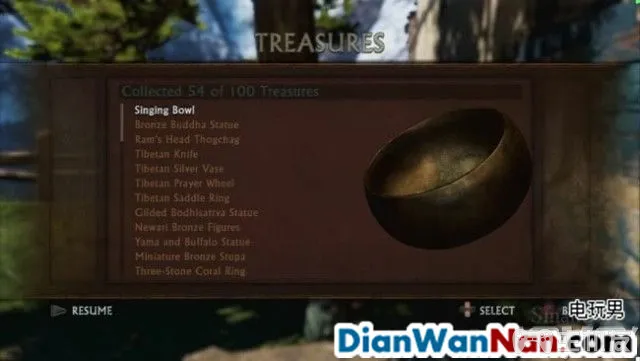 TREASURES
Collected 54 of 100 Treasures
Singing Bowl
Bronze Buddha Statue
Ram's Head Thogchag
Tibetan Knife
Tibetan Silver Vase
Tibetan Prayer Wheel
Tibetan Saddle Ring
Gilded Bodhisattva Statue
Newari Bronze Figures
Yama and Buffalo Statue
Miniature Bronze Stupa
Three-Stone Coral Ring
RESUME
SELECT
电玩男
DianWanNan.com